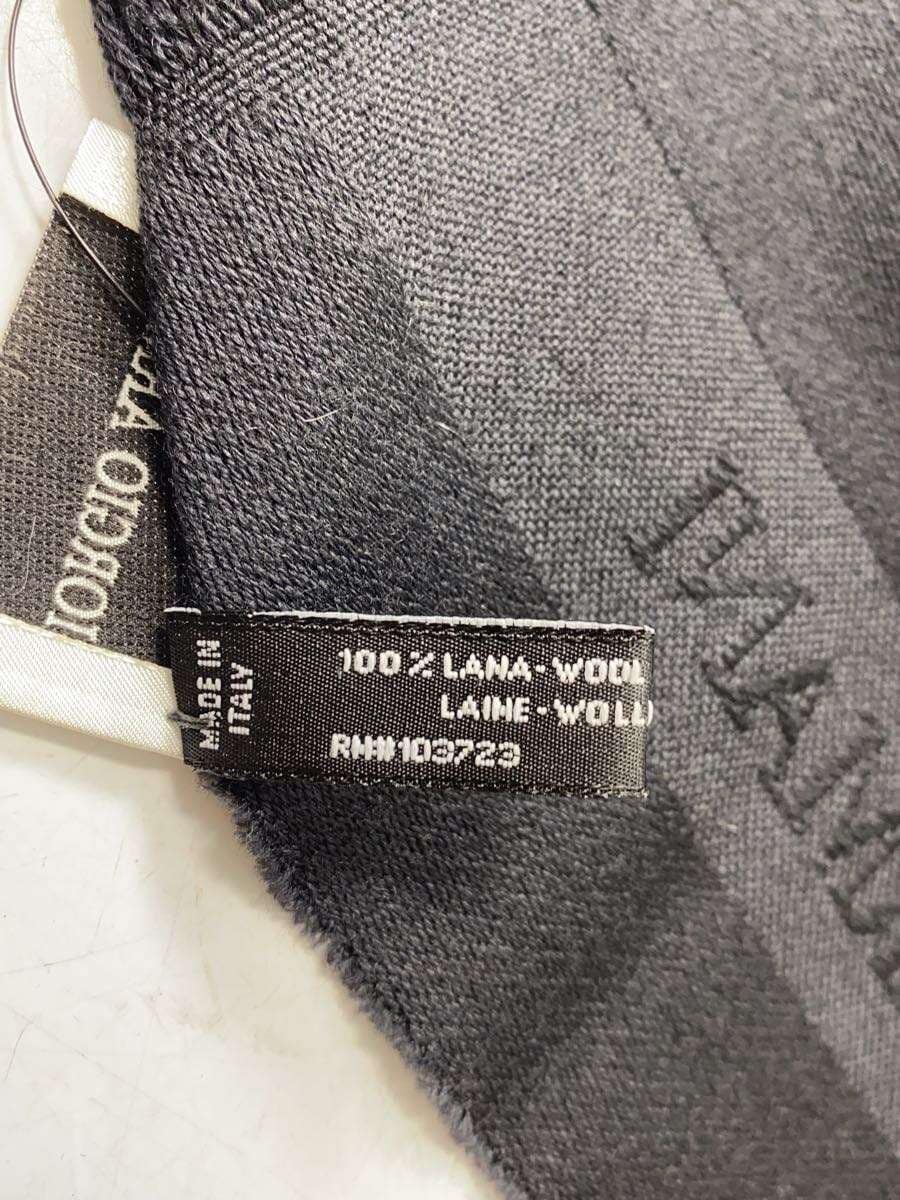 GIORGIO
MADE IN
ITALY
100% LANA-WOOL
LAINE-WOLL
RN#103723